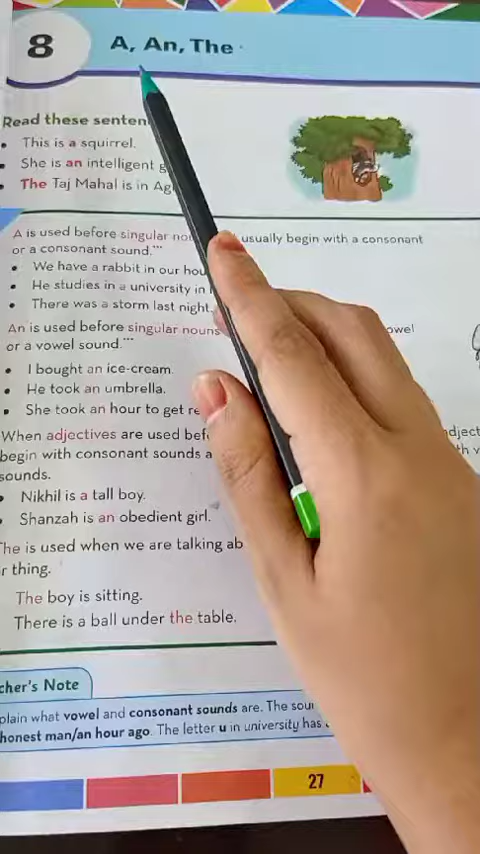 8
A, An, The
Read these senten
This is a squirrel.
She is an intelligent g
The Taj Mahal is in Ag
A is used before singular nou usually begin with a consonant
or a consonant sound.
We have a rabbit in our hou
He studies in a university in
There was a storm last night.
An is used before singular nouns owel
or a vowel sound.
I bought an ice-cream.
He took an umbrella.
She took an hour to get re
When adjectives are used bef dject
begin with consonant sounds a th v
sounds.
Nikhil is a tall boy.
Shanzah is an obedient girl.
The is used when we are talking ab
r thing.
The boy is sitting.
There is a ball under the table.
cher's Note
plain what vowel and consonant sounds are. The sou
honest man/an hour ago. The letter u in university has
27